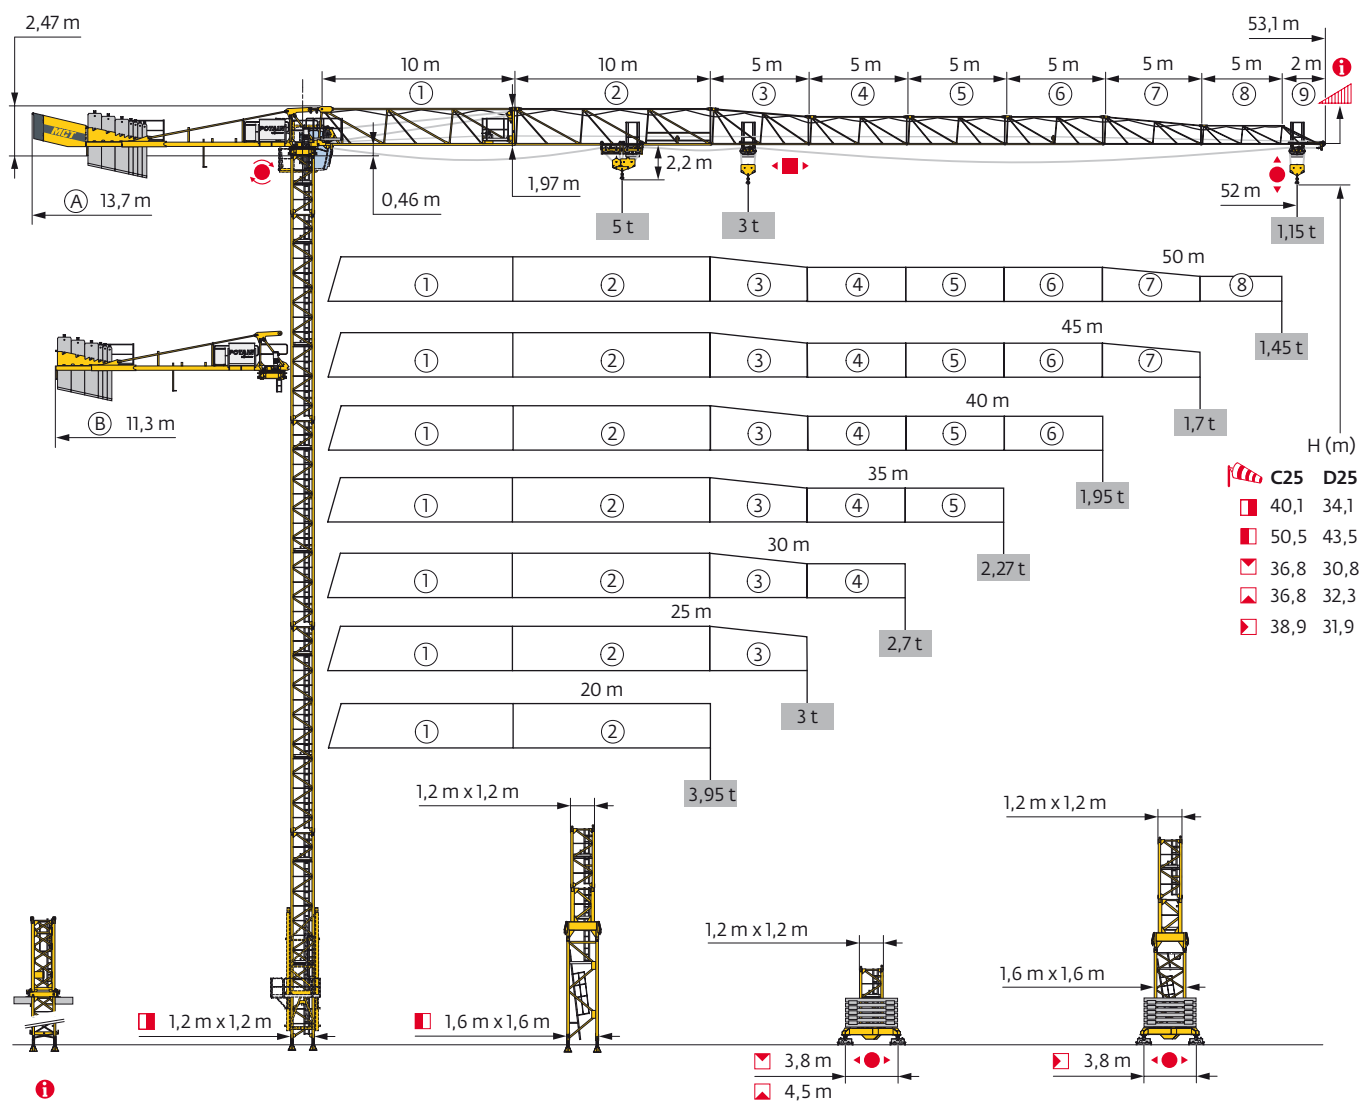 2,47 m
53,1 m
10 m 10 m 5 m 5 m 5 m 5 m 5 m 5 m 2 m
① ② ③ ④ ⑤ ⑥ ⑦ ⑧ ⑨
MCT
POTAIN
2,2 m
1,97 m
0,46 m
Ⓐ 13,7 m
52 m
5 t
3 t
1,15 t
50 m
① ② ③ ④ ⑤ ⑥ ⑦ ⑧
1,45 t
45 m
① ② ③ ④ ⑤ ⑥ ⑦
1,7 t
POTAIN
Ⓑ 11,3 m
40 m
① ② ③ ④ ⑤ ⑥
1,95 t
35 m
① ② ③ ④ ⑤
2,27 t
30 m
① ② ③ ④
2,7 t
25 m
① ② ③
3 t
20 m
① ②
3,95 t
H (m)
C25 D25
40,1 34,1
50,5 43,5
36,8 30,8
36,8 32,3
38,9 31,9
1,2 m x 1,2 m
1,2 m x 1,2 m
1,2 m x 1,2 m
1,6 m x 1,6 m
1,2 m x 1,2 m
1,6 m x 1,6 m
3,8 m
4,5 m
3,8 m